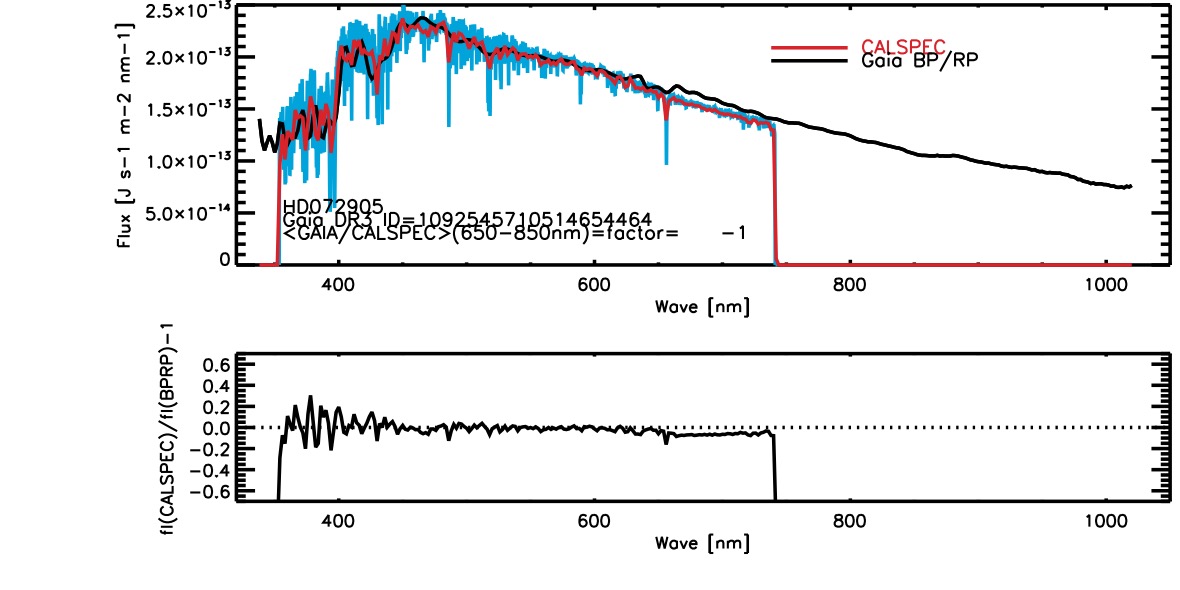 2.5×10−13
2.0×10−13
1.5×10−13
1.0×10−13
5.0×10−14
0
Flux [J s−1 m−2 nm−1]
CALSPEC
Gaia BP/RP
HD072905
Gaia DR3 ID=1092545710514654464
<GAIA/CALSPEC>(650−850nm)=factor= −1
400 600 800 1000
Wave [nm]
0.6
0.4
0.2
0.0
−0.2
−0.4
−0.6
fl(CALSPEC)/fl(BPRP)−1
400 600 800 1000
Wave [nm]